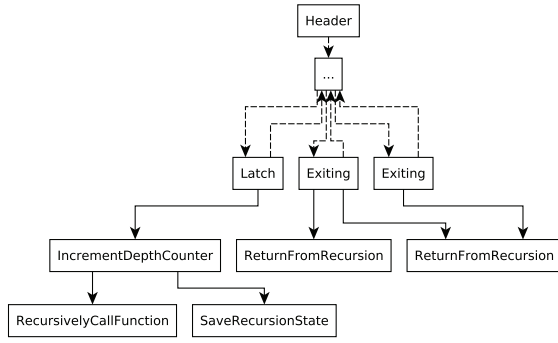 Header
...
Latch
Exiting
Exiting
IncrementDepthCounter
ReturnFromRecursion
ReturnFromRecursion
RecursivelyCallFunction
SaveRecursionState